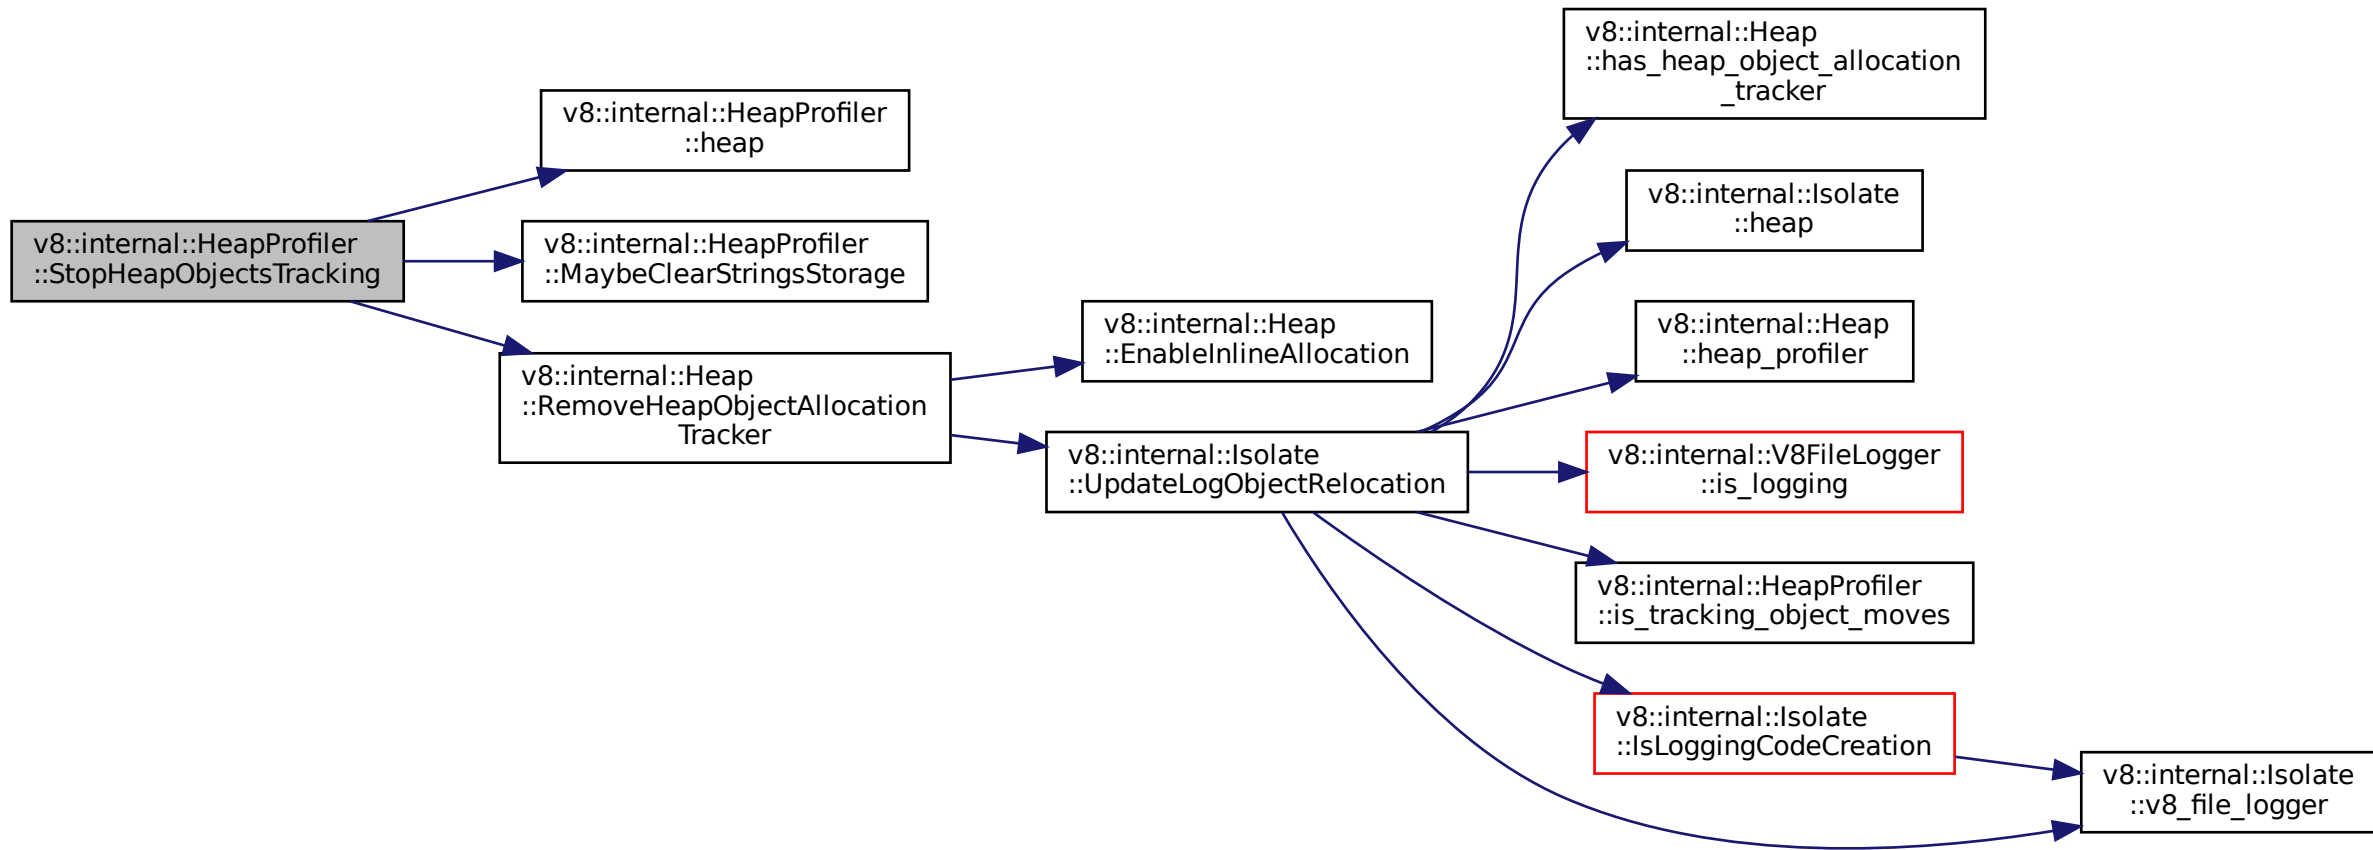 v8::internal::HeapProfiler
::StopHeapObjectsTracking
v8::internal::HeapProfiler
::heap
v8::internal::HeapProfiler
::MaybeClearStringsStorage
v8::internal::Heap
::RemoveHeapObjectAllocation
Tracker
v8::internal::Heap
::EnableInlineAllocation
v8::internal::Isolate
::UpdateLogObjectRelocation
v8::internal::Heap
::has_heap_object_allocation
_tracker
v8::internal::Isolate
::heap
v8::internal::Heap
::heap_profiler
v8::internal::V8FileLogger
::is_logging
v8::internal::HeapProfiler
::is_tracking_object_moves
v8::internal::Isolate
::IsLoggingCodeCreation
v8::internal::Isolate
::v8_file_logger